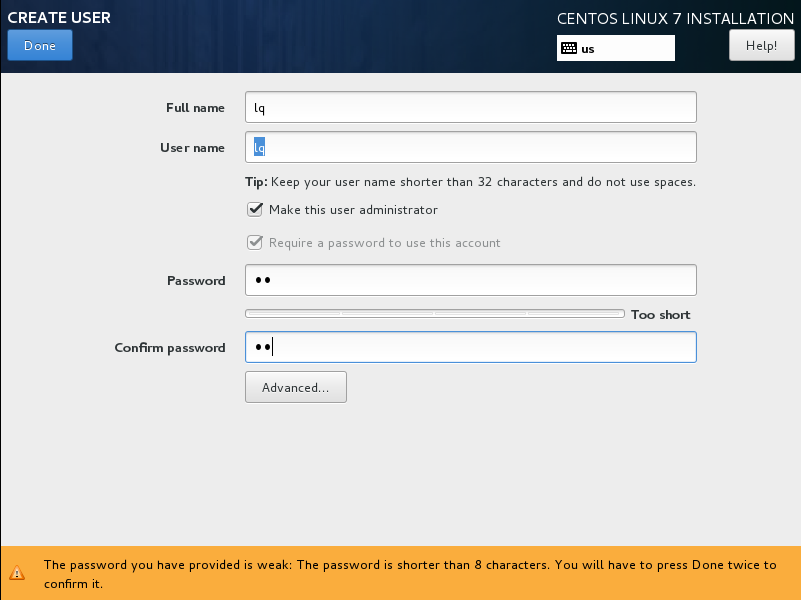 CREATE USER
CENTOS LINUX 7 INSTALLATION
Done
us
Help!
Full name
lq
User name
lq
Tip: Keep your user name shorter than 32 characters and do not use spaces.
Make this user administrator
Require a password to use this account
Password
••
Too short
Confirm password
••
Advanced...
The password you have provided is weak: The password is shorter than 8 characters. You will have to press Done twice to
confirm it.